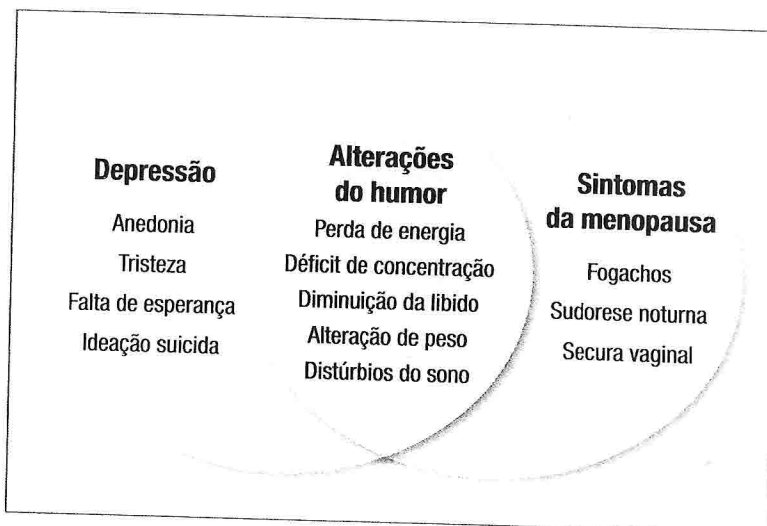 Depressão
Anedonia
Tristeza
Falta de esperança
Ideação suicida
Alterações
do humor
Perda de energia
Déficit de concentração
Diminuição da libido
Alteração de peso
Distúrbios do sono
Sintomas
da menopausa
Fogachos
Sudorese noturna
Secura vaginal